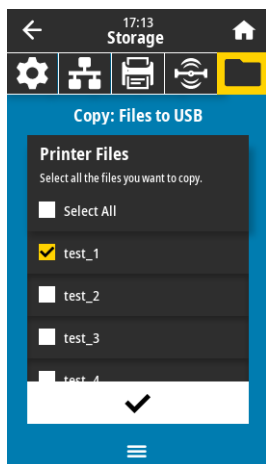 17:13
Storage
Copy: Files to USB
Printer Files
Select all the files you want to copy.
Select All
test_1
test_2
test_3
test_4